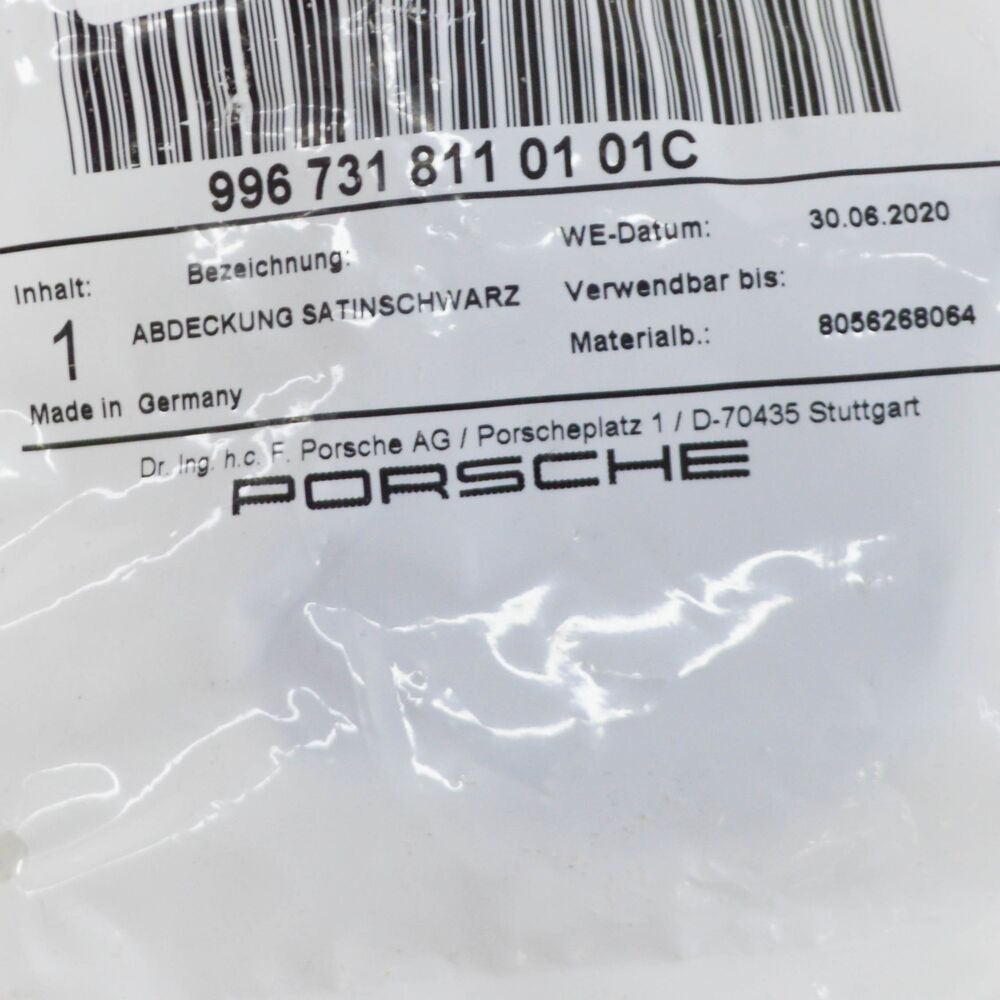 996 731 811 01 01C
Inhalt: Bezeichnung: WE-Datum: 30.06.2020
1 ABDECKUNG SATINSCHWARZ Verwendbar bis:
Materialb.: 8056268064
Made in Germany
Dr. Ing. h.c. F. Porsche AG / Porscheplatz 1 / D-70435 Stuttgart
PORSCHE